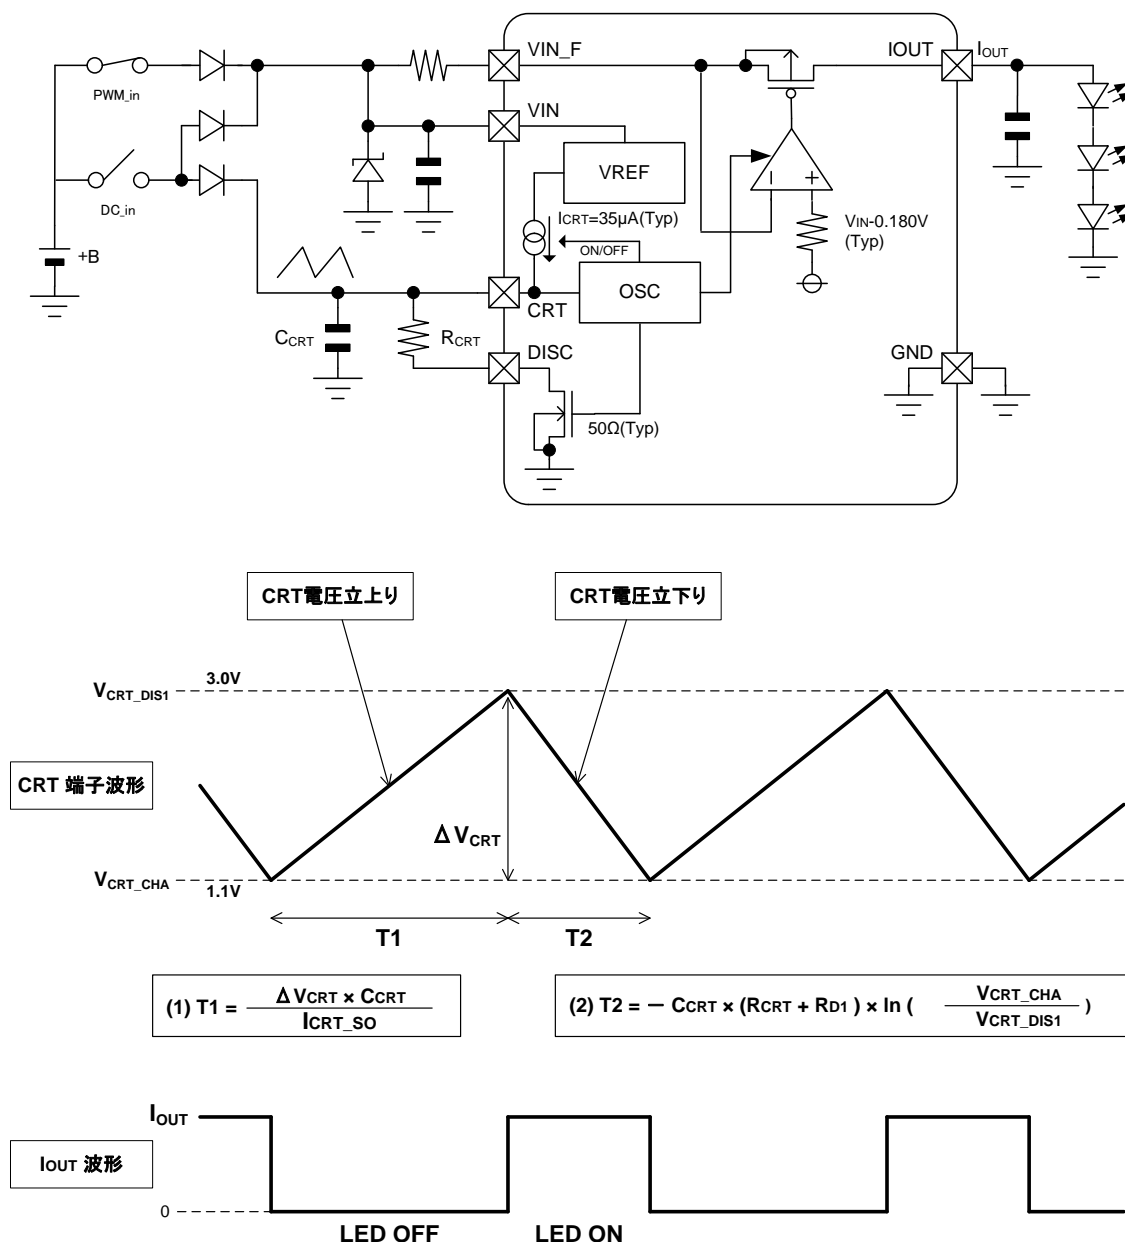 VIN_F
IOUT
IOUT
PWM_in
VIN
VREF
DC_in
ICRT=35μA(Typ)
VIN-0.180V
(Typ)
ON/OFF
+B
OSC
CRT
CCRT
RCRT
DISC
GND
50Ω(Typ)
CRT電圧立上り
CRT電圧立下り
VCRT_DIS1
3.0V
CRT 端子波形
ΔVCRT
VCRT_CHA
1.1V
T1
T2
(1) T1 = ΔVCRT × CCRT / ICRT_SO
(2) T2 = — CCRT × (RCRT + RD1 ) × ln ( VCRT_CHA / VCRT_DIS1 )
IOUT
IOUT 波形
0
LED OFF
LED ON